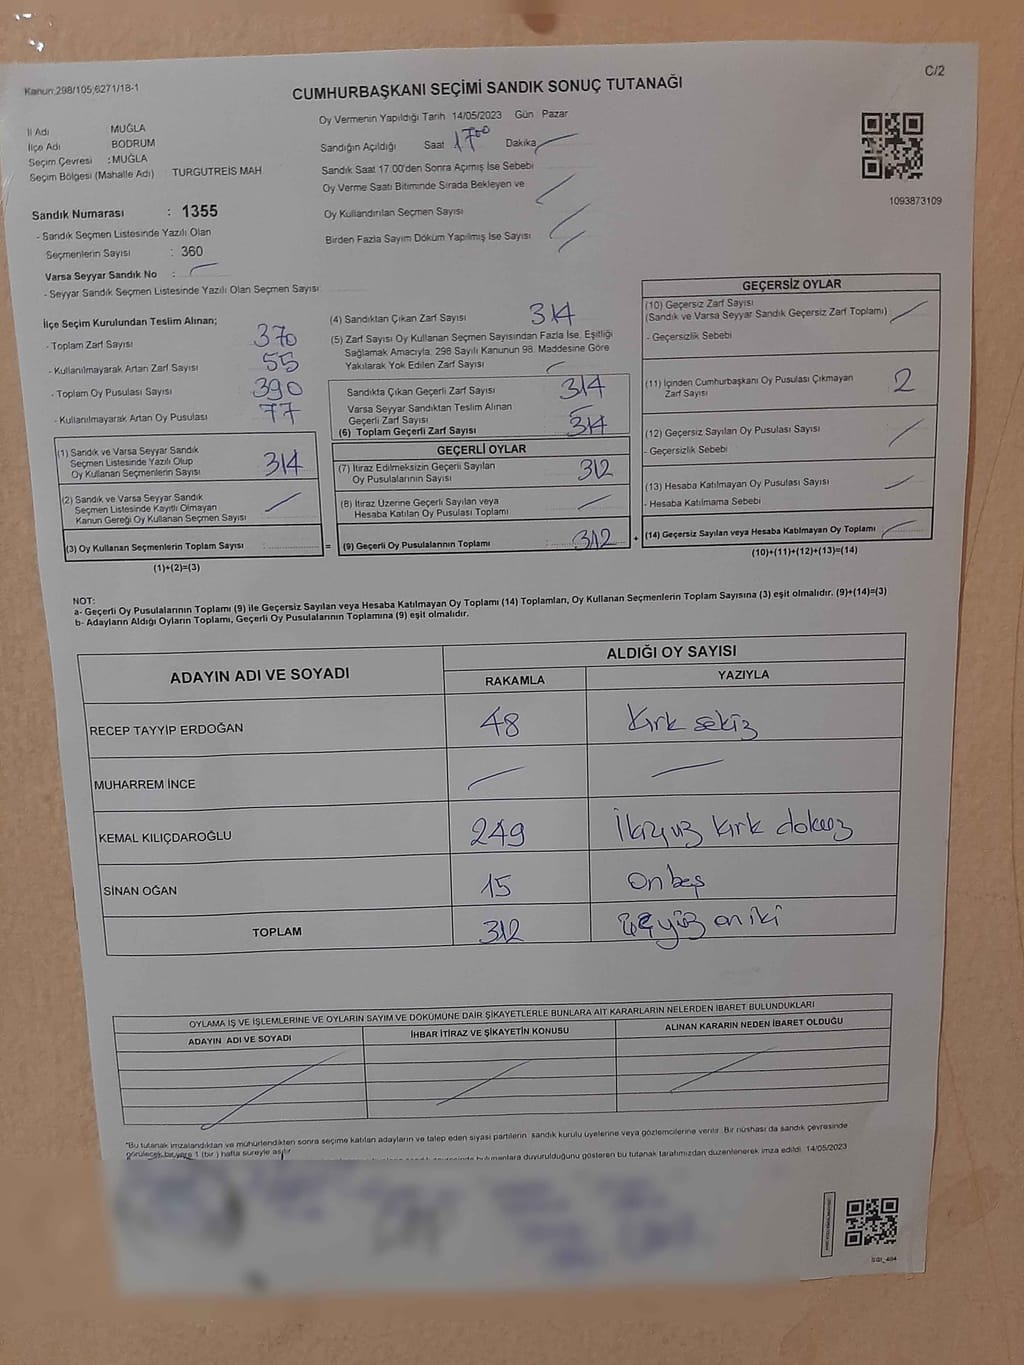 Kanun:298/105,6271/18-1
C/2
CUMHURBAŞKANI SEÇİMİ SANDIK SONUÇ TUTANAĞI
İl Adı MUĞLA
İlçe Adı BODRUM
Seçim Çevresi : MUĞLA
Seçim Bölgesi (Mahalle Adı) TURGUTREİS MAH
Sandık Numarası : 1355
- Sandık Seçmen Listesinde Yazılı Olan
Seçmenlerin Sayısı : 360
Varsa Seyyar Sandık No :
- Seyyar Sandık Seçmen Listesinde Yazılı Olan Seçmen Sayısı:
Oy Vermenin Yapıldığı Tarih 14/05/2023 Gün Pazar
Sandığın Açıldığı Saat 17 00 Dakika
Sandık Saat 17:00'den Sonra Açımış İse Sebebi
Oy Verme Saati Bitiminde Sırada Bekleyen ve
Oy Kullandırılan Seçmen Sayısı
Birden Fazla Sayım Döküm Yapılmış İse Sayısı
1093873109
İlçe Seçim Kurulundan Teslim Alınan;
- Toplam Zarf Sayısı 370
- Kullanılmayarak Artan Zarf Sayısı 55
- Toplam Oy Pusulası Sayısı 390
- Kullanılmayarak Artan Oy Pusulası 77
(1) Sandık ve Varsa Seyyar Sandık
Seçmen Listesinde Yazılı Olup
Oy Kullanan Seçmenlerin Sayısı 314
(2) Sandık ve Varsa Seyyar Sandık
Seçmen Listesinde Kayıtlı Olmayan
Kanun Gereği Oy Kullanan Seçmen Sayısı
(3) Oy Kullanan Seçmenlerin Toplam Sayısı
(1)+(2)=(3)
(4) Sandıktan Çıkan Zarf Sayısı 314
(5) Zarf Sayısı Oy Kullanan Seçmen Sayısından Fazla İse, Eşitliği
Sağlamak Amacıyla, 298 Sayılı Kanunun 98. Maddesine Göre
Yakılarak Yok Edilen Zarf Sayısı
Sandıkta Çıkan Geçerli Zarf Sayısı 314
Varsa Seyyar Sandıktan Teslim Alınan
Geçerli Zarf Sayısı
(6) Toplam Geçerli Zarf Sayısı 314
GEÇERLİ OYLAR
(7) İtiraz Edilmeksizin Geçerli Sayılan
Oy Pusulalarının Sayısı 312
(8) İtiraz Üzerine Geçerli Sayılan veya
Hesaba Katılan Oy Pusulası Toplamı
= (9) Geçerli Oy Pusulalarının Toplamı 312
GEÇERSİZ OYLAR
(10) Geçersiz Zarf Sayısı
(Sandık ve Varsa Seyyar Sandık Geçersiz Zarf Toplamı)
- Geçersizlik Sebebi
(11) İçinden Cumhurbaşkanı Oy Pusulası Çıkmayan
Zarf Sayısı 2
(12) Geçersiz Sayılan Oy Pusulası Sayısı
- Geçersizlik Sebebi
(13) Hesaba Katılmayan Oy Pusulası Sayısı
- Hesaba Katılmama Sebebi
+ (14) Geçersiz Sayılan veya Hesaba Katılmayan Oy Toplamı
(10)+(11)+(12)+(13)=(14)
NOT:
a- Geçerli Oy Pusulalarının Toplamı (9) ile Geçersiz Sayılan veya Hesaba Katılmayan Oy Toplamı (14) Toplamları, Oy Kullanan Seçmenlerin Toplam Sayısına (3) eşit olmalıdır. (9)+(14)=(3)
b- Adayların Aldığı Oyların Toplamı, Geçerli Oy Pusulalarının Toplamına (9) eşit olmalıdır.
ADAYIN ADI VE SOYADI
ALDIĞI OY SAYISI
RAKAMLA YAZIYLA
RECEP TAYYİP ERDOĞAN 48 Kırk sekiz
MUHARREM İNCE
KEMAL KILIÇDAROĞLU 249 İkiyüz kırk dokuz
SİNAN OĞAN 15 Onbeş
TOPLAM 312 üçyüz oniki
OYLAMA İŞ VE İŞLEMLERİNE VE OYLARIN SAYIM VE DÖKÜMÜNE DAİR ŞİKAYETLERLE BUNLARA AİT KARARLARIN NELERDEN İBARET BULUNDUKLARI
ADAYIN ADI VE SOYADI İHBAR İTİRAZ VE ŞİKAYETİN KONUSU ALINAN KARARIN NEDEN İBARET OLDUĞU
"Bu tutanak imzalandıktan ve mühürlendikten sonra seçime katılan adayların ve talep eden siyasi partilerin sandık kurulu üyelerine veya gözlemcilerine verilir. Bir nüshası da sandık çevresinde
görülecek bir yere 1 (bir) hafta süreyle asılır
duyurulduğunu gösteren bu tutanak tarafımızdan düzenlenerek imza edildi. 14/05/2023